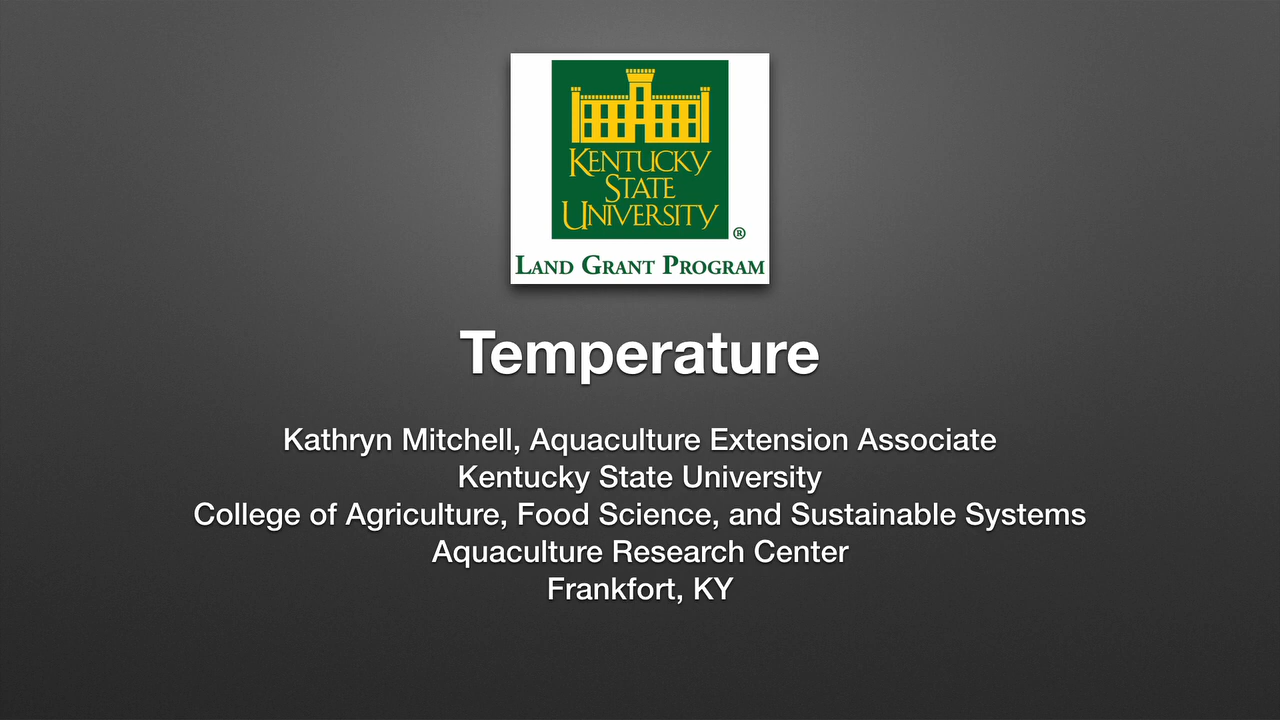 KENTUCKY
STATE
UNIVERSITY
®
LAND GRANT PROGRAM
Temperature
Kathryn Mitchell, Aquaculture Extension Associate
Kentucky State University
College of Agriculture, Food Science, and Sustainable Systems
Aquaculture Research Center
Frankfort, KY